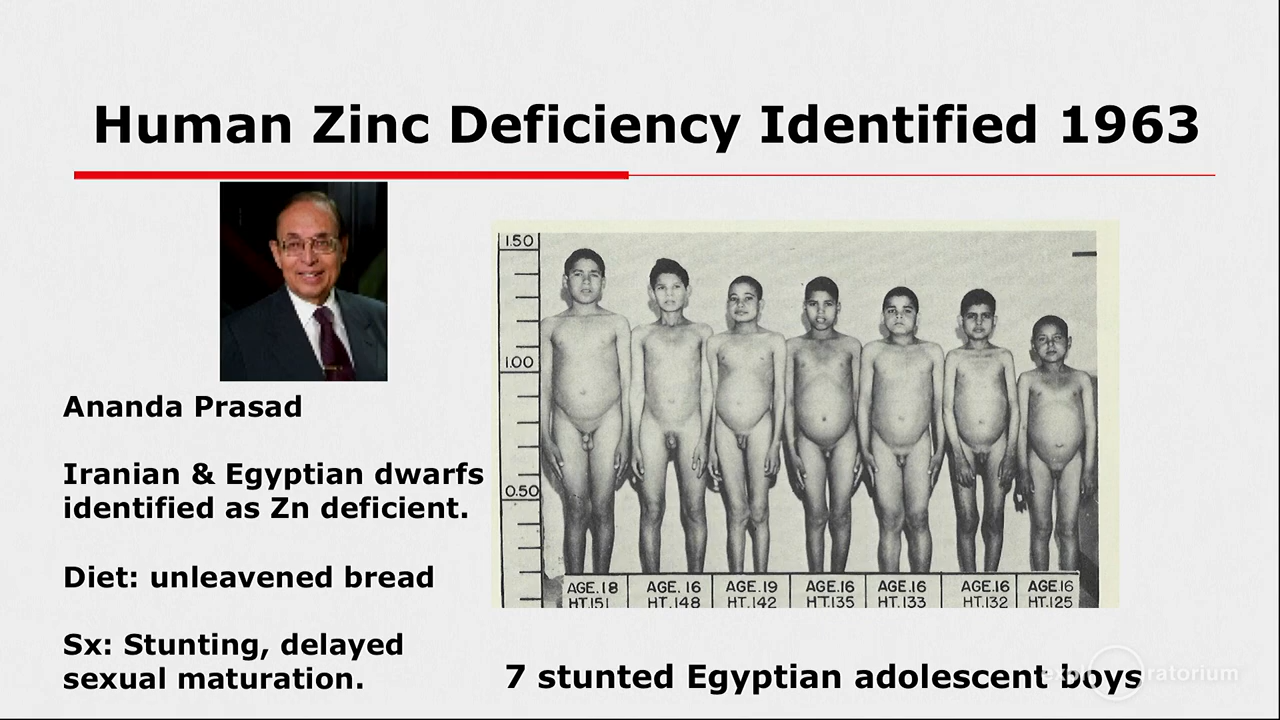 Human Zinc Deficiency Identified 1963
Ananda Prasad
Iranian & Egyptian dwarfs
identified as Zn deficient.
Diet: unleavened bread
Sx: Stunting, delayed
sexual maturation.
1.50
1.00
0.50
AGE.18 AGE.16 AGE.19 AGE.16 AGE.16 AGE.16 AGE.16
HT.151 HT.148 HT.142 HT.135 HT.133 HT.132 HT.125
7 stunted Egyptian adolescent boys
exploratorium